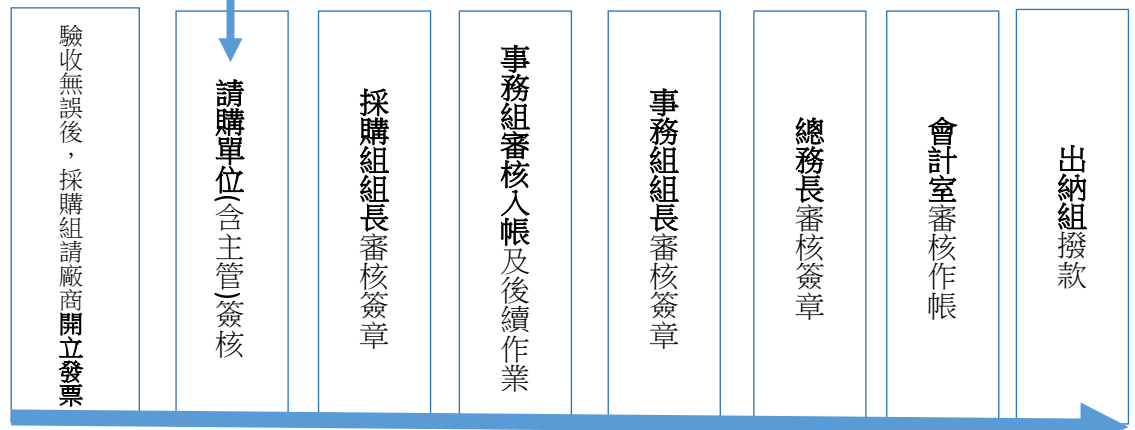 驗收無誤後，採購組請廠商開立發票
請購單位(含主管)簽核
採購組組長審核簽章
事務組審核入帳及後續作業
事務組組長審核簽章
總務長審核簽章
會計室審核作帳
出納組撥款